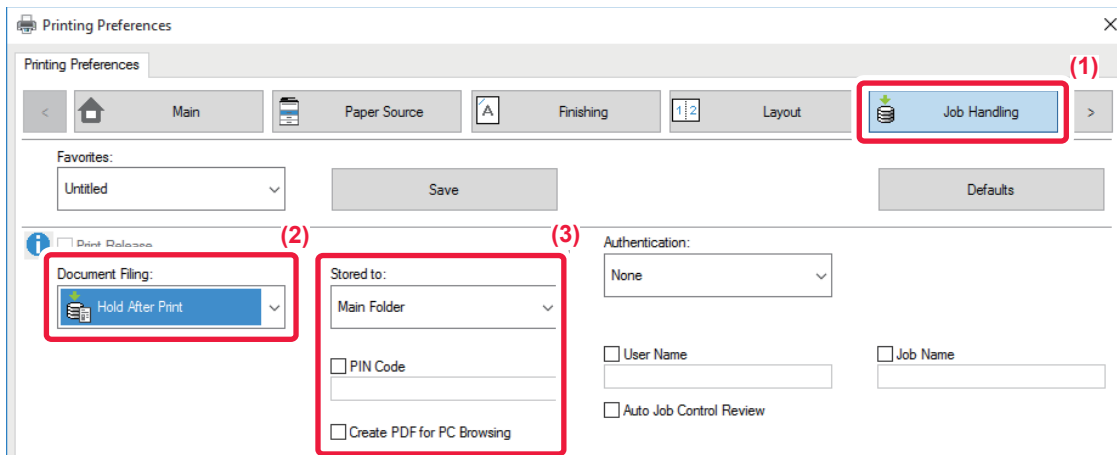 Printing Preferences
Printing Preferences
(1)
< Main Paper Source A Finishing 1 2 Layout Job Handling >
Favorites:
Untitled Save Defaults
Print Release (2) (3) Authentication:
Document Filing: Stored to: None
Hold After Print Main Folder
PIN Code User Name Job Name
Auto Job Control Review
Create PDF for PC Browsing